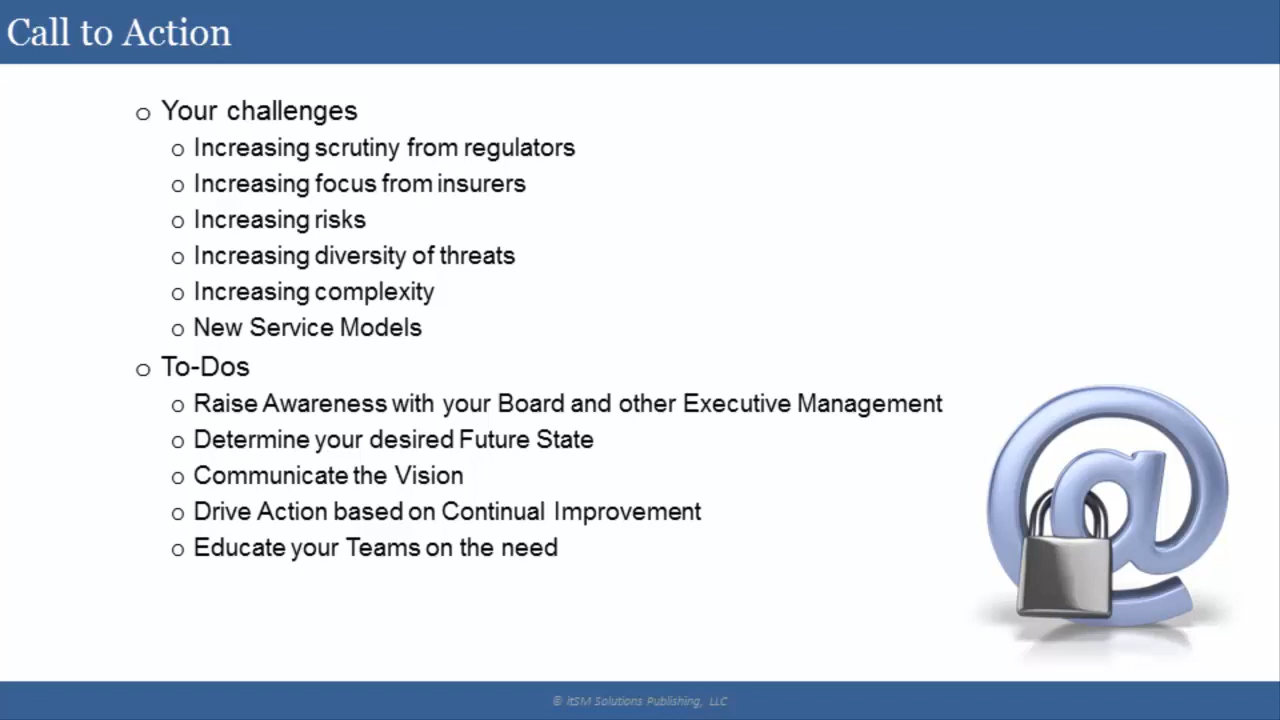 Call to Action
o Your challenges
o Increasing scrutiny from regulators
o Increasing focus from insurers
o Increasing risks
o Increasing diversity of threats
o Increasing complexity
o New Service Models
o To-Dos
o Raise Awareness with your Board and other Executive Management
o Determine your desired Future State
o Communicate the Vision
o Drive Action based on Continual Improvement
o Educate your Teams on the need
© itSM Solutions Publishing, LLC